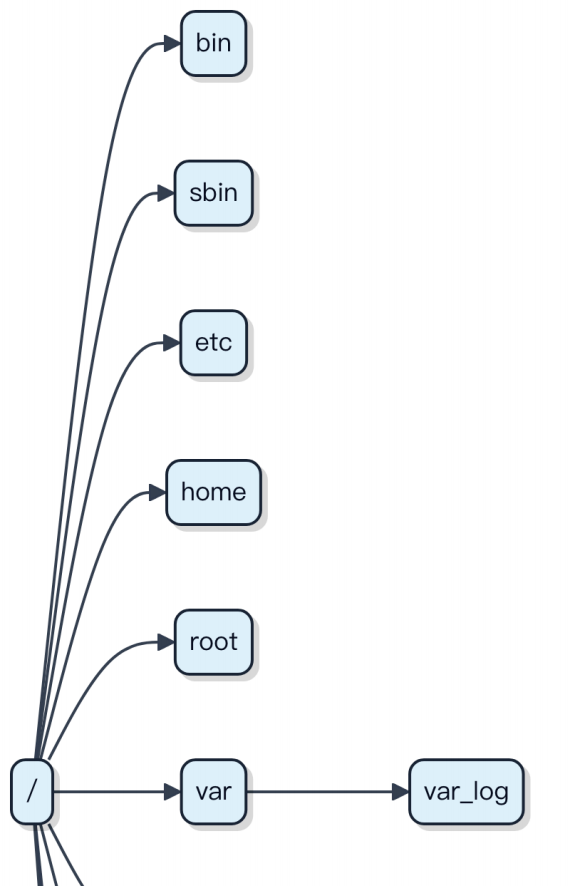 bin
sbin
etc
home
root
/
var
var_log